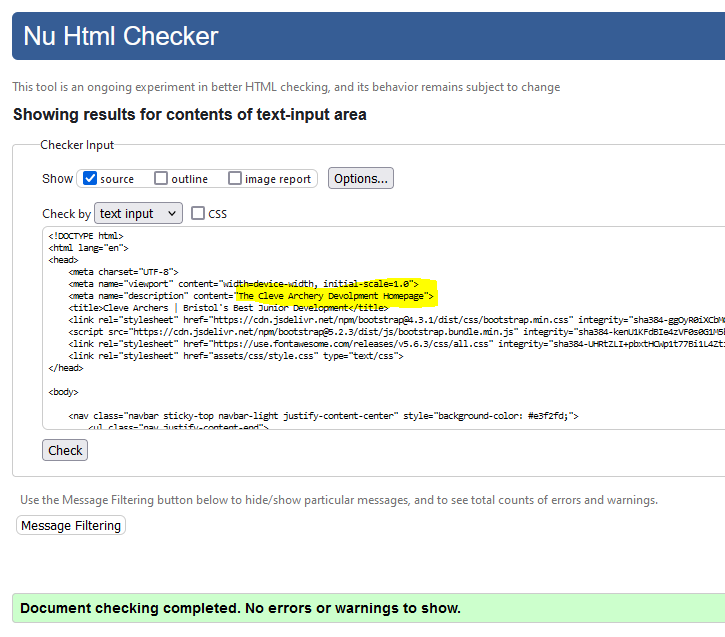 Nu Html Checker
This tool is an ongoing experiment in better HTML checking, and its behavior remains subject to change
Showing results for contents of text-input area
Checker Input
Show source outline image report Options...
Check by text input CSS
<!DOCTYPE html>
<html lang="en">
<head>
<meta charset="UTF-8">
<meta name="viewport" content="width=device-width, initial-scale=1.0">
<meta name="description" content="The Cleve Archery Devolpment Homepage">
<title>Cleve Archers | Bristol's Best Junior Development</title>
<link rel="stylesheet" href="https://cdn.jsdelivr.net/npm/bootstrap@4.3.1/dist/css/bootstrap.min.css" integrity="sha384-ggOyR0iXCbM
<script src="https://cdn.jsdelivr.net/npm/bootstrap@5.2.3/dist/js/bootstrap.bundle.min.js" integrity="sha384-kenU1KFdBIe4zVF0s0G1M5b
<link rel="stylesheet" href="https://use.fontawesome.com/releases/v5.6.3/css/all.css" integrity="sha384-UHRtZLI+pbxtHCWp1t77Bi1L4Zt
<link rel="stylesheet" href="assets/css/style.css" type="text/css">
</head>
<body>
<nav class="navbar sticky-top navbar-light justify-content-center" style="background-color: #e3f2fd;">
<ul class="nav justify-content-end">
Check
Use the Message Filtering button below to hide/show particular messages, and to see total counts of errors and warnings.
Message Filtering
Document checking completed. No errors or warnings to show.